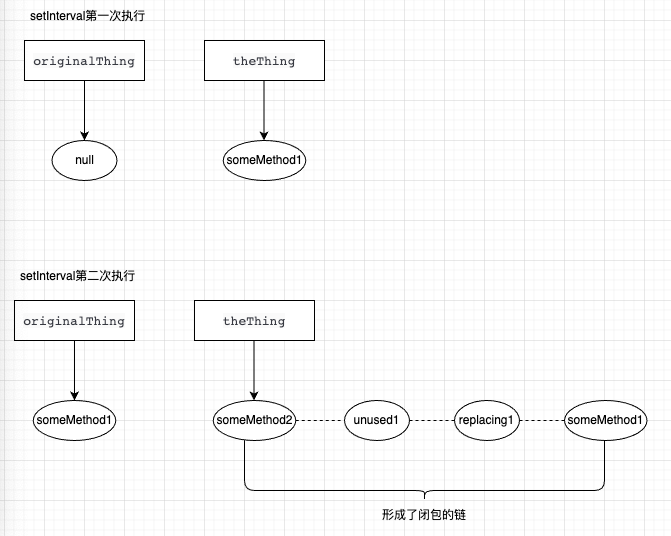 setInterval第一次执行
originalThing
theThing
null
someMethod1
setInterval第二次执行
originalThing
theThing
someMethod1
someMethod2
unused1
replacing1
someMethod1
形成了闭包的链